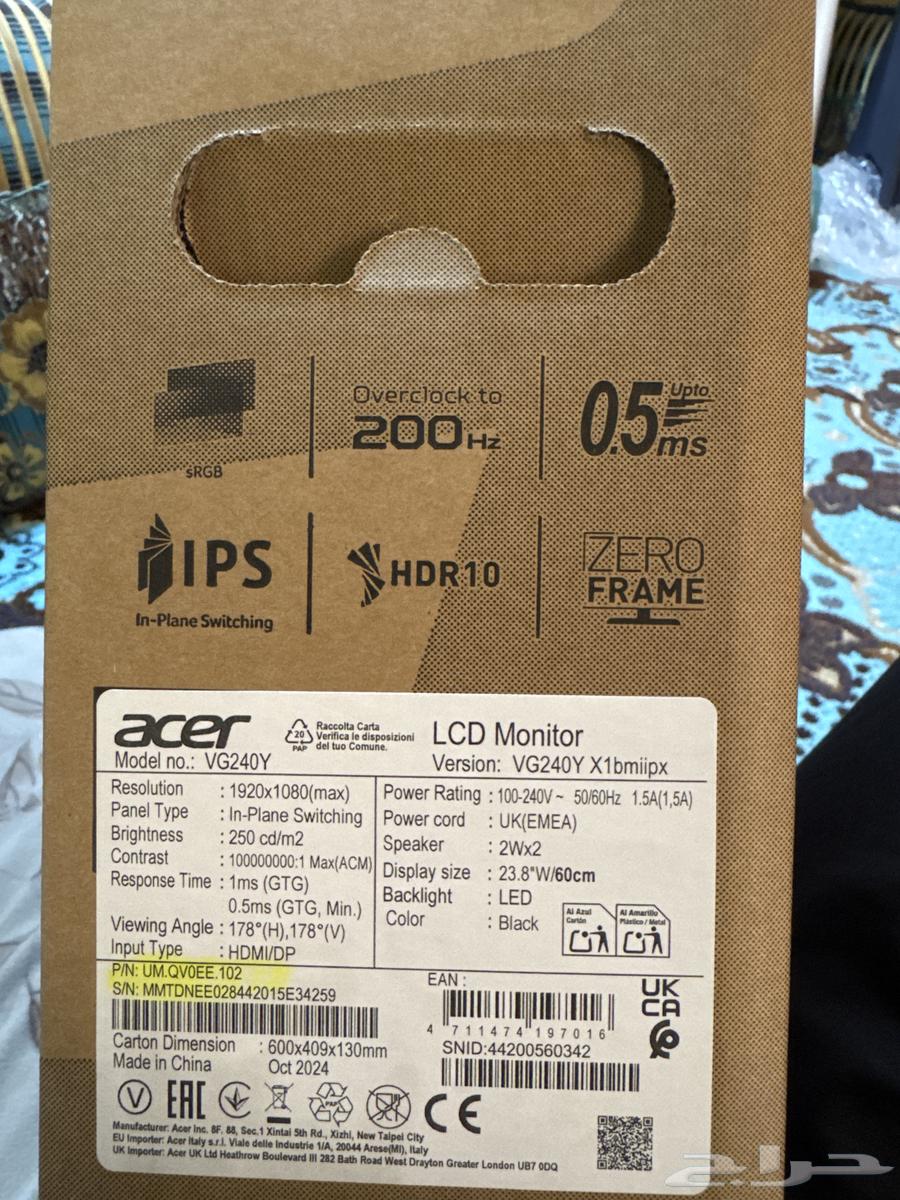 sRGB
Overclock to
200Hz
Upto
0.5ms
IPS
In-Plane Switching
HDR10
ZERO
FRAME
acer
20
PAP
Raccolta Carta
Verifica le disposizioni
del tuo Comune.
LCD Monitor
Model no.: VG240Y
Version: VG240Y X1bmiipx
Resolution : 1920x1080(max)
Panel Type : In-Plane Switching
Brightness : 250 cd/m2
Contrast : 100000000:1 Max(ACM)
Response Time : 1ms (GTG)
0.5ms (GTG, Min.)
Viewing Angle : 178°(H),178°(V)
Input Type : HDMI/DP
Power Rating : 100-240V~ 50/60Hz 1.5A(1,5A)
Power cord : UK(EMEA)
Speaker : 2Wx2
Display size : 23.8"W/60cm
Backlight : LED
Color : Black
Al Azul
Cartón
Al Amarillo
Plástico / Metal
P/N: UM.QV0EE.102
S/N: MMTDNEE028442015E34259
EAN :
4 711474 197016
UK
CA
SNID:44200560342
Carton Dimension : 600x409x130mm
Made in China Oct 2024
V
EAC
PAP
CE
Manufacturer: Acer Inc. 8F, 88, Sec.1 Xintai 5th Rd., Xizhi, New Taipei City
EU Importer: Acer Italy s.r.l. Viale delle Industrie 1/A, 20044 Arese(MI), Italy
UK Importer: Acer UK Ltd Heathrow Boulevard III 282 Bath Road West Drayton Greater London UB7 0DQ
حراج